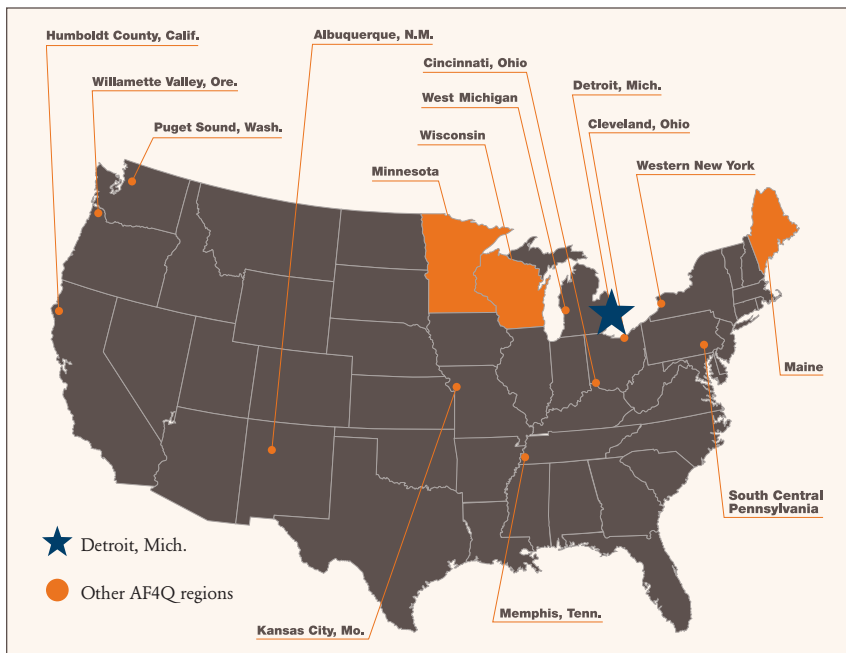 Humboldt County, Calif.
Albuquerque, N.M.
Cincinnati, Ohio
Willamette Valley, Ore.
Detroit, Mich.
West Michigan
Puget Sound, Wash.
Cleveland, Ohio
Wisconsin
Western New York
Minnesota
Maine
South Central
Pennsylvania
Detroit, Mich.
Other AF4Q regions
Memphis, Tenn.
Kansas City, Mo.